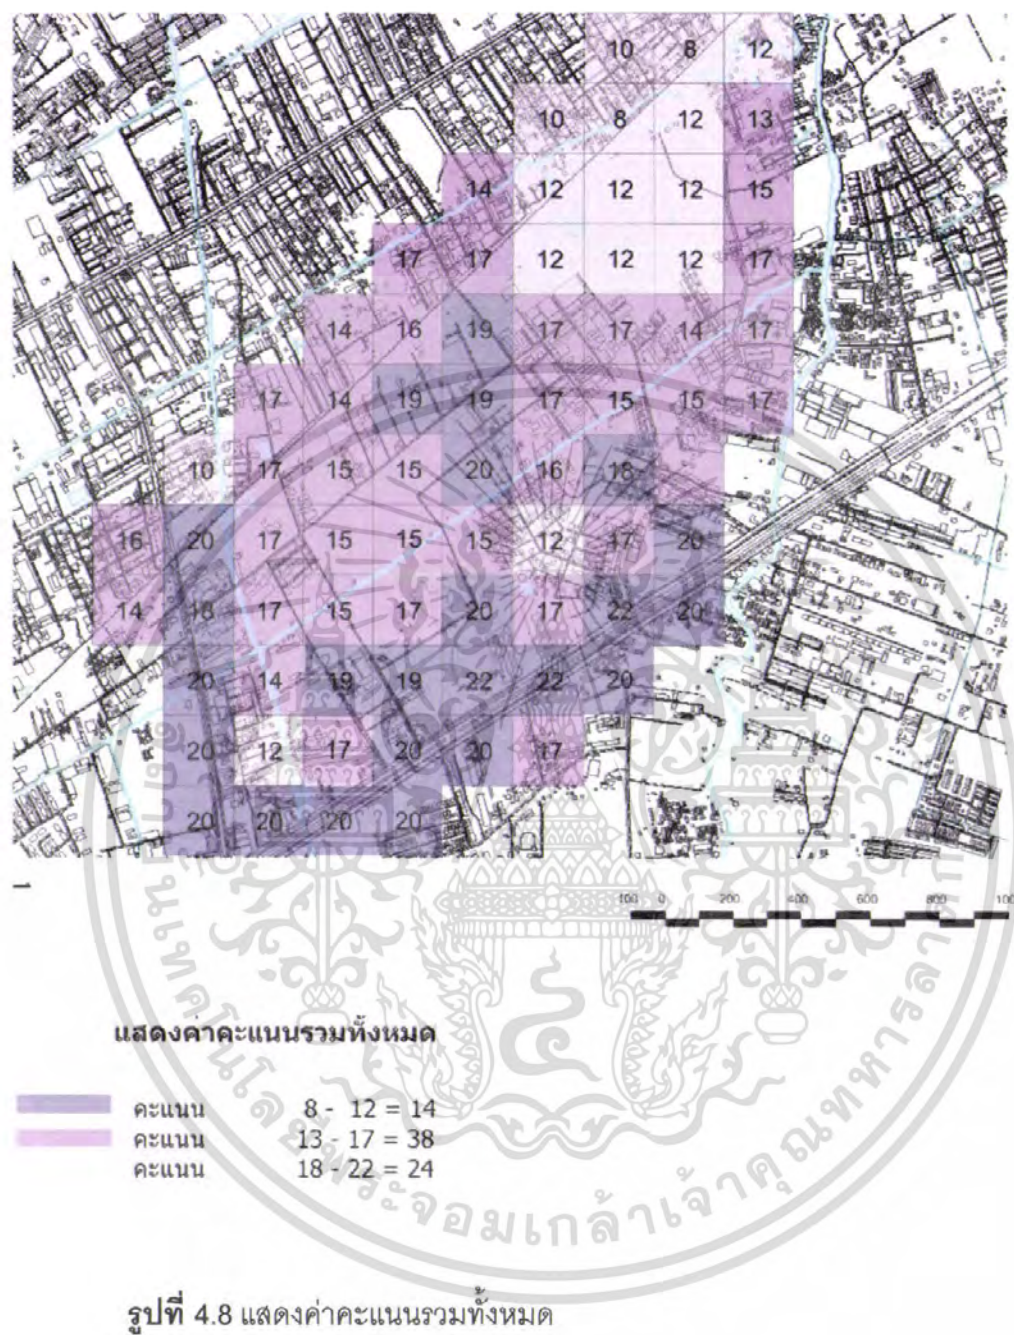 10 8 12
10 8 12 13
14 12 12 12 15
17 17 12 12 12 17
14 16 19 17 17 14 17
17 14 19 19 17 15 15 17
10 17 15 15 20 16 18
16 20 17 15 15 15 12 17 20
14 18 17 15 17 20 17 22 20
20 14 19 19 22 22 20
20 12 17 20 20 17
20 20 20 20
100 0 200 400 600 800 100
แสดงค่าคะแนนรวมทั้งหมด
คะแนน 8 - 12 = 14
คะแนน 13 - 17 = 38
คะแนน 18 - 22 = 24
รูปที่ 4.8 แสดงค่าคะแนนรวมทั้งหมด